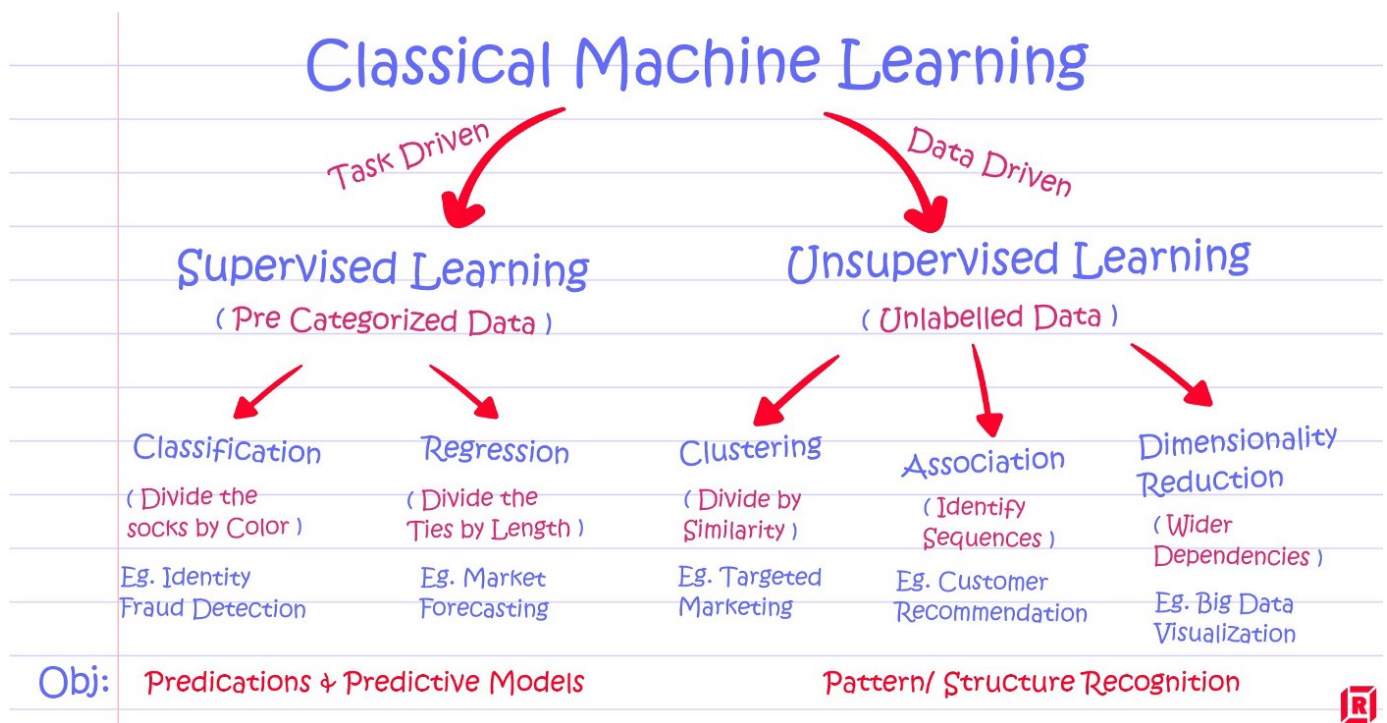 Classical Machine Learning
Task Driven
Data Driven
Supervised Learning
( Pre Categorized Data )
Unsupervised Learning
( Unlabelled Data )
Classification
( Divide the
socks by Color )
Eg. Identity
Fraud Detection
Regression
( Divide the
Ties by Length )
Eg. Market
Forecasting
Clustering
( Divide by
Similarity )
Eg. Targeted
Marketing
Association
( Identify
Sequences )
Eg. Customer
Recommendation
Dimensionality
Reduction
( Wider
Dependencies )
Eg. Big Data
Visualization
Obj: Predications & Predictive Models
Pattern/ Structure Recognition
R